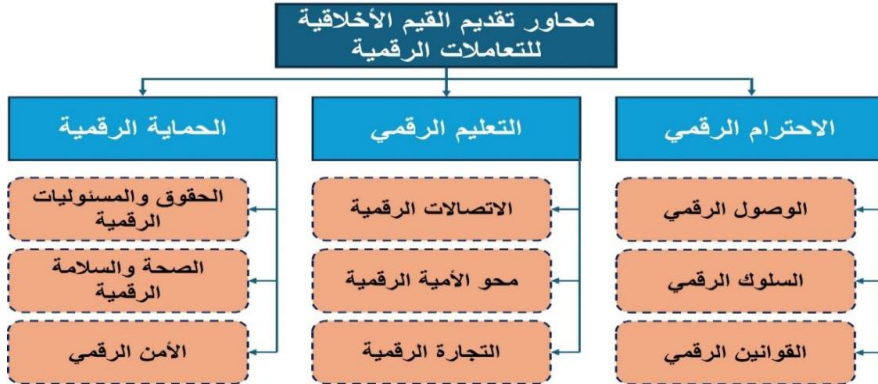 محاور تقديم القيم الأخلاقية
للتعاملات الرقمية
الاحترام الرقمي
التعليم الرقمي
الحماية الرقمية
الوصول الرقمي
الاتصالات الرقمية
الحقوق والمسئوليات
الرقمية
السلوك الرقمي
محو الأمية الرقمية
الصحة والسلامة
الرقمية
القوانين الرقمي
التجارة الرقمية
الأمن الرقمي